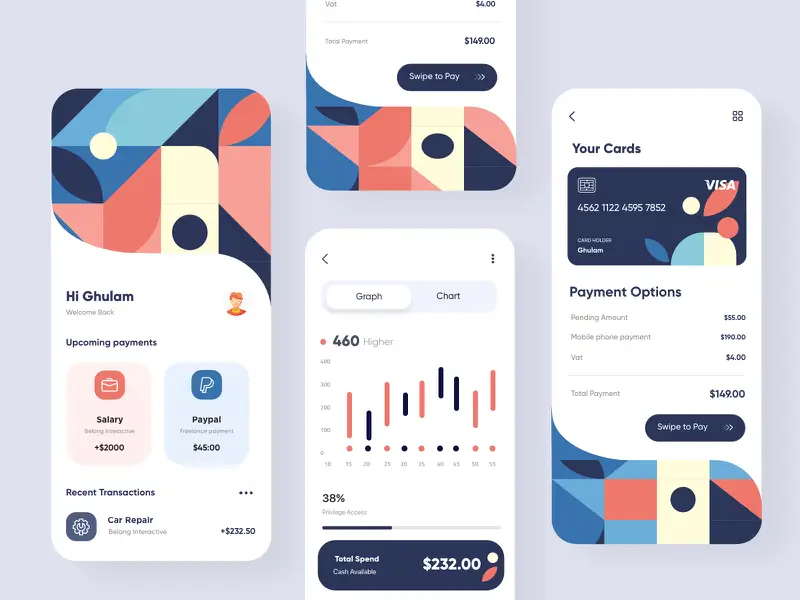 Hi Ghulam
Welcome Back
Upcoming payments
Salary
Belong Interactive
+$2000
Paypal
Freelance payment
$45:00
Recent Transactions
Car Repair
Belong Interactive
+$232.50
Vat $4.00
Total Payment $149.00
Swipe to Pay
Graph Chart
460 Higher
400
300
200
100
0
10 15 20 25 30 35 40 45 50 55
38%
Privilege Access
Total Spend
Cash Available
$232.00
Your Cards
VISA
4562 1122 4595 7852
CARD HOLDER
Ghulam
Payment Options
Pending Amount $55.00
Mobile phone payment $190.00
Vat $4.00
Total Payment $149.00
Swipe to Pay